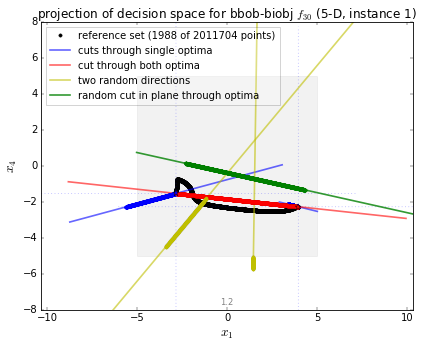 projection of decision space for bbob-biobj f₃₀ (5-D, instance 1)
reference set (1988 of 2011704 points)
cuts through single optima
cut through both optima
two random directions
random cut in plane through optima
8
6
4
2
0
−2
−4
−6
−8
x₄
1.2
−10
−5
0
5
10
x₁